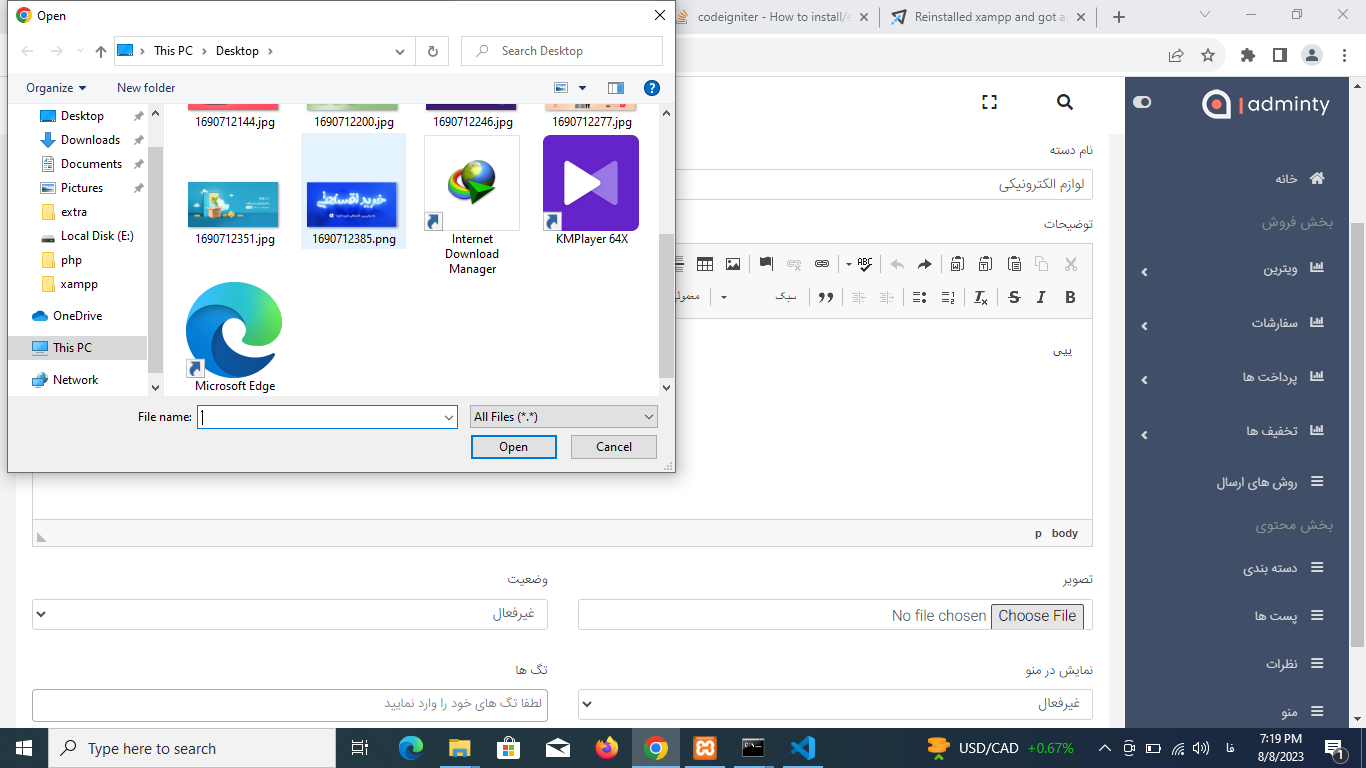 Open
codeigniter - How to install/e
Reinstalled xampp and got a
This PC
Desktop
Search Desktop
Organize
New folder
Desktop
Downloads
Documents
Pictures
extra
Local Disk (E:)
php
xampp
OneDrive
This PC
Network
1690712144.jpg
1690712200.jpg
1690712246.jpg
1690712277.jpg
1690712351.jpg
خرید اقساطی
1690712385.png
Internet
Download
Manager
KMPlayer 64X
Microsoft Edge
File name:
All Files (*.*)
Open
Cancel
adminty
خانه
بخش فروش
ویترین
سفارشات
پرداخت ها
تخفیف ها
روش های ارسال
بخش محتوی
دسته بندی
پست ها
نظرات
منو
نام دسته
لوازم الکترونیکی
توضیحات
ABC
سبک
معمولی
B I S Tx
ییی
body p
تصویر
Choose File No file chosen
وضعیت
غیرفعال
نمایش در منو
غیرفعال
تگ ها
لطفا تگ های خود را وارد نمایید
Type here to search
USD/CAD +0.67%
فا
7:19 PM
8/8/2023
1